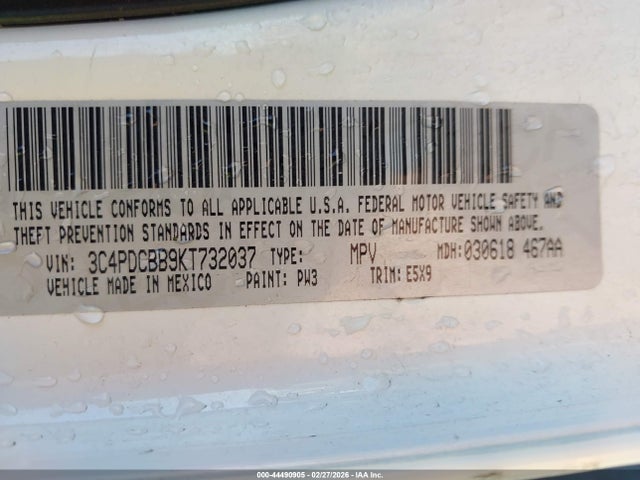 THIS VEHICLE CONFORMS TO ALL APPLICABLE U.S.A. FEDERAL MOTOR VEHICLE SAFETY AND
THEFT PREVENTION STANDARDS IN EFFECT ON THE DATE OF MANUFACTURE SHOWN ABOVE.
VIN: 3C4PDCBB9KT732037 TYPE: MPV MDH:030618 467AA
VEHICLE MADE IN MEXICO PAINT: PW3 TRIM: E5X9
000-44490905 - 02/27/2026 - IAA Inc.